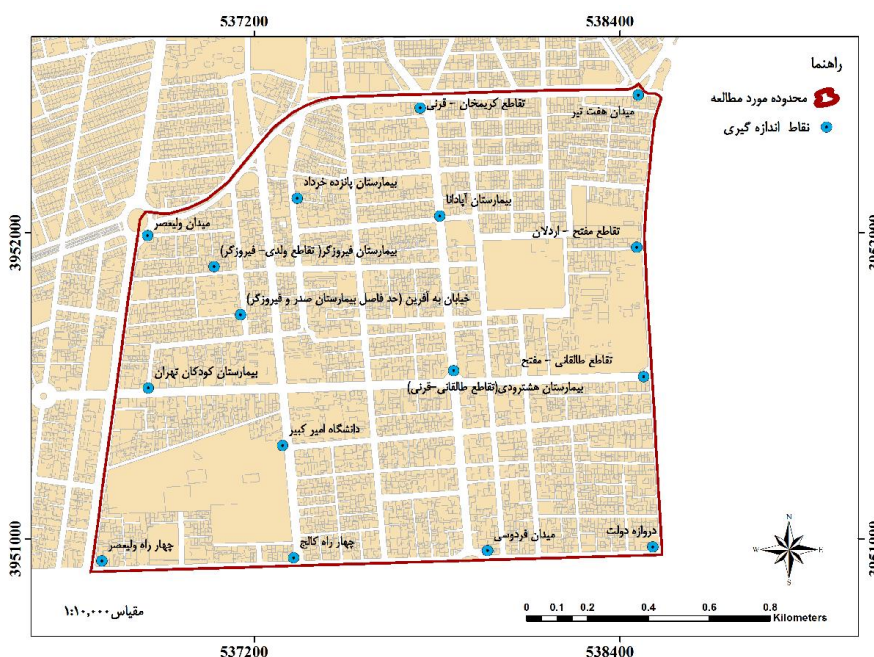 537200
538400
راهنما
محدوده مورد مطالعه
نقاط اندازه گیری
تقاطع کریمخان - قرنی
میدان هفت تیر
بیمارستان پانزده خرداد
بیمارستان آپادانا
میدان ولیعصر
تقاطع مفتح - اردلان
3952000
3952000
بیمارستان فیروزگر( تقاطع ولدی- فیروزگر)
خیابان به آفرین (حد فاصل بیمارستان صدر و فیروزگر)
تقاطع طالقانی - مفتح
بیمارستان کودکان تهران
بیمارستان هشترودی(تقاطع طالقانی-قرنی)
دانشگاه امیر کبیر
3951000
3951000
چهار راه ولیعصر
چهار راه کالج
میدان فردوسی
دروازه دولت
N
W
E
S
مقیاس ۱:۱۰,۰۰۰
0 0.1 0.2 0.4 0.6 0.8
Kilometers
537200
538400